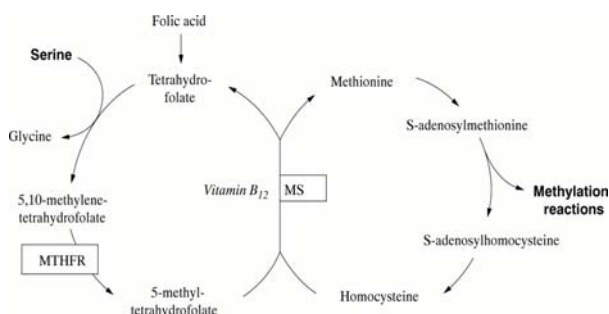 Folic acid
Serine
Tetrahydro-
folate
Methionine
Glycine
S-adenosylmethionine
5,10-methylene-
tetrahydrofolate
Vitamin B12
MS
Methylation
reactions
MTHFR
S-adenosylhomocysteine
5-methyl-
tetrahydrofolate
Homocysteine